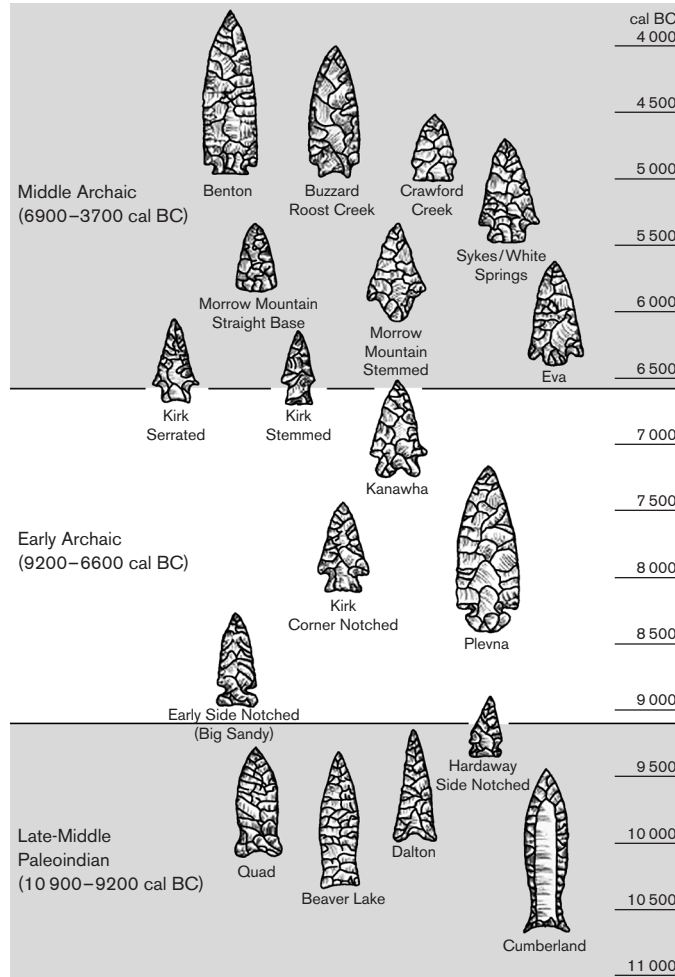 cal BC
4 000
4 500
5 000
Benton
Buzzard
Roost Creek
Crawford
Creek
Middle Archaic
(6900–3700 cal BC)
Sykes/White
Springs
5 500
Morrow Mountain
Straight Base
6 000
Morrow
Mountain
Stemmed
Eva
6 500
Kirk
Serrated
Kirk
Stemmed
7 000
Kanawha
7 500
Early Archaic
(9200–6600 cal BC)
8 000
Kirk
Corner Notched
Plevna
8 500
9 000
Early Side Notched
(Big Sandy)
Hardaway
Side Notched
9 500
Late-Middle
Paleoindian
(10 900–9200 cal BC)
10 000
Dalton
Quad
Beaver Lake
10 500
Cumberland
11 000